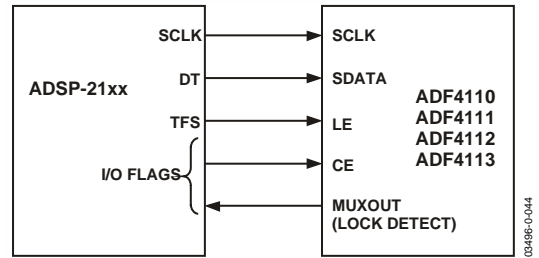 ADSP-21xx
SCLK
DT
TFS
I/O FLAGS
SCLK
SDATA
LE
CE
MUXOUT
(LOCK DETECT)
ADF4110
ADF4111
ADF4112
ADF4113
03496-0-044